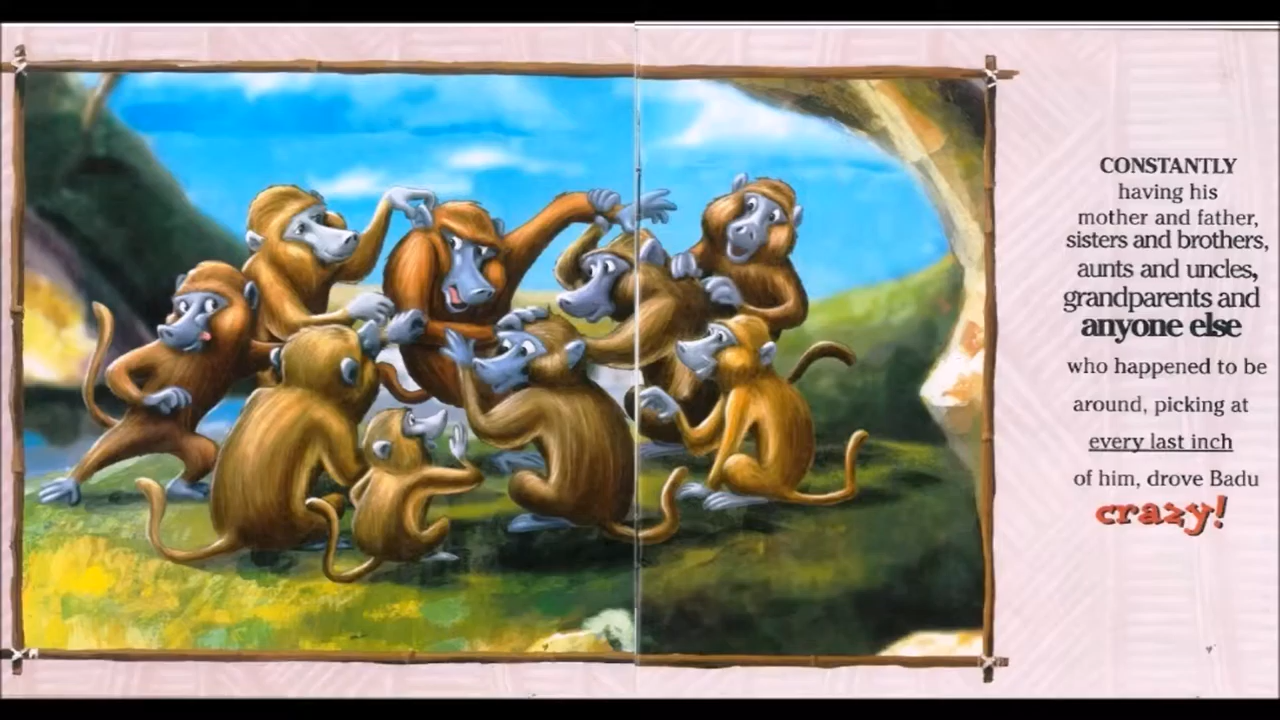 CONSTANTLY
having his
mother and father,
sisters and brothers,
aunts and uncles,
grandparents and
anyone else
who happened to be
around, picking at
every last inch
of him, drove Badu
crazy!